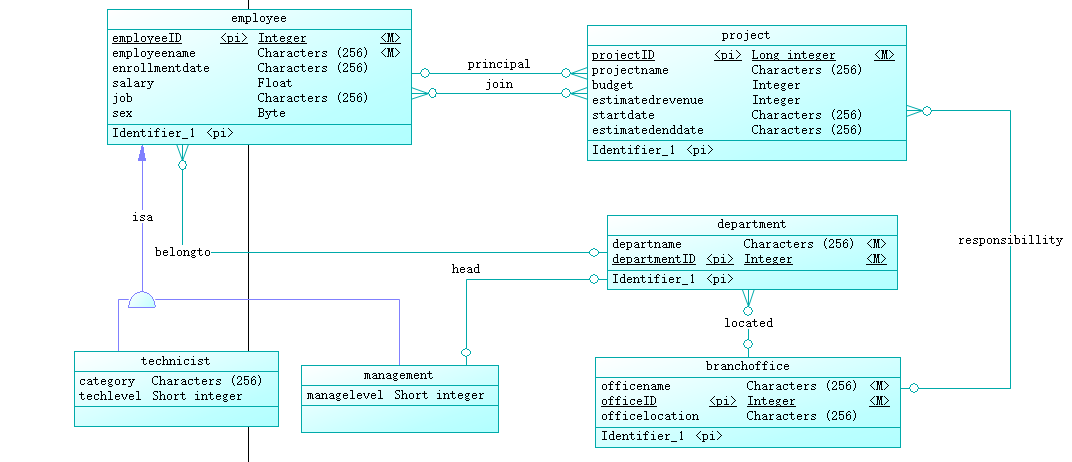 employee
employeeID <pi> Integer <M>
employeename Characters (256) <M>
enrollmentdate Characters (256)
salary Float
job Characters (256)
sex Byte
Identifier_1 <pi>
principal
join
project
projectID <pi> Long integer <M>
projectname Characters (256)
budget Integer
estimatedrevenue Integer
startdate Characters (256)
estimatedenddate Characters (256)
Identifier_1 <pi>
isa
belongto
head
department
departname Characters (256) <M>
departmentID <pi> Integer <M>
Identifier_1 <pi>
responsibillity
located
technicist
category Characters (256)
techlevel Short integer
management
managelevel Short integer
branchoffice
officename Characters (256) <M>
officeID <pi> Integer <M>
officelocation Characters (256)
Identifier_1 <pi>